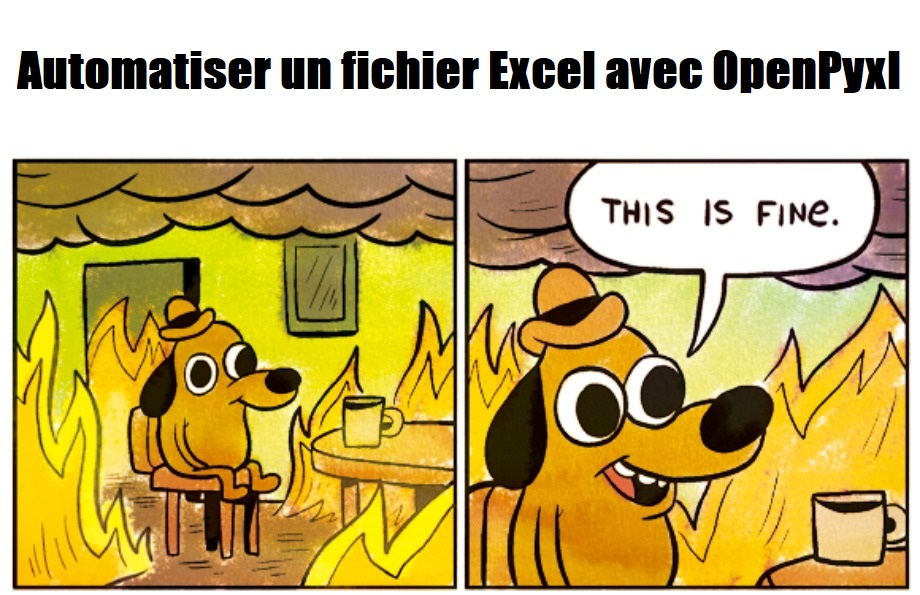 Automatiser un fichier Excel avec OpenPyxl
THIS IS FINe.